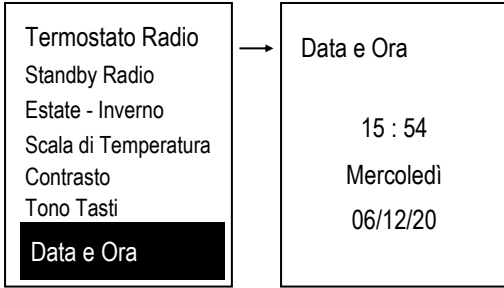 Termostato Radio
Standby Radio
Estate - Inverno
Scala di Temperatura
Contrasto
Tono Tasti
Data e Ora
Data e Ora
15 : 54
Mercoledì
06/12/20